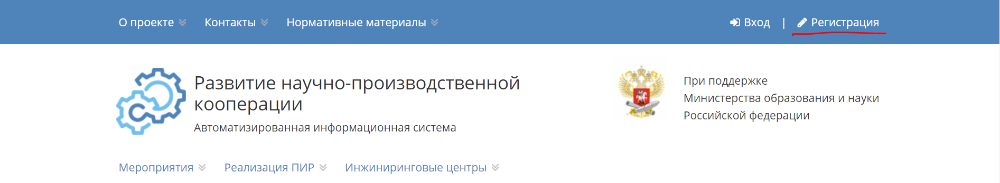 О проекте Контакты Нормативные материалы Вход | Регистрация
Развитие научно-производственной
кооперации
Автоматизированная информационная система
При поддержке
Министерства образования и науки
Российской федерации
Мероприятия Реализация ПИР Инжиниринговые центры